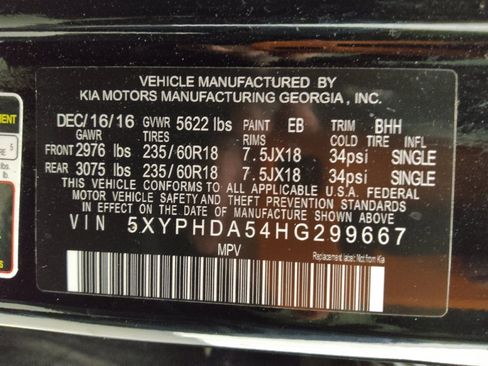 VEHICLE MANUFACTURED BY
KIA MOTORS MANUFACTURING GEORGIA, INC.
DEC/16/16 GVWR 5622 lbs PAINT EB TRIM BHH
GAWR TIRES RIMS COLD TIRE INFL
FRONT 2976 lbs 235/60R18 7.5JX18 34psi SINGLE
REAR 3075 lbs 235/60R18 7.5JX18 34psi SINGLE
THIS VEHICLE CONFORMS TO ALL APPLICABLE U.S.A. FEDERAL
MOTOR VEHICLE SAFETY AND THEFT PREVENTION STANDARDS
IN EFFECT ON THE DATE OF MANUFACTURE SHOWN ABOVE.
VIN 5XYPHDA54HG299667
MPV
Replacement label: Not from Kia
5